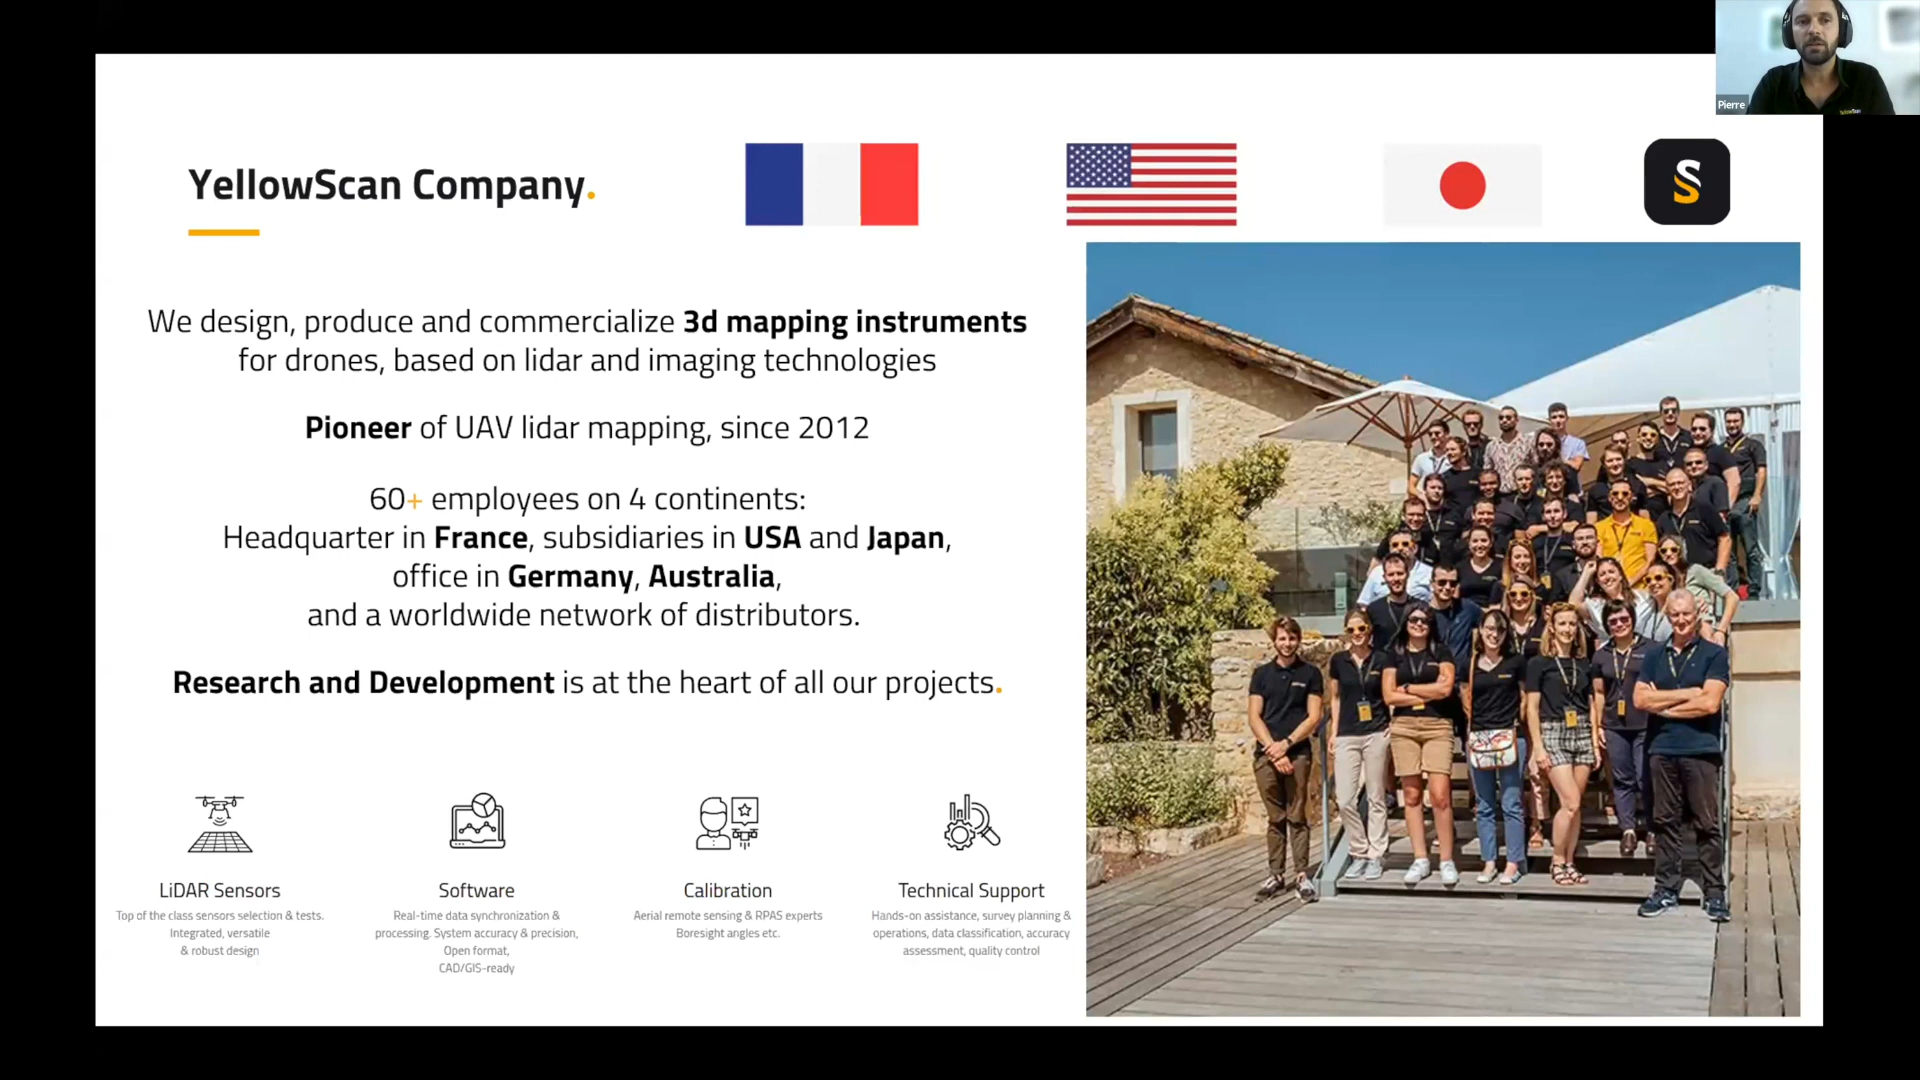 Pierre
YellowScan Company.
We design, produce and commercialize 3d mapping instruments
for drones, based on lidar and imaging technologies
Pioneer of UAV lidar mapping, since 2012
60+ employees on 4 continents:
Headquarter in France, subsidiaries in USA and Japan,
office in Germany, Australia,
and a worldwide network of distributors.
Research and Development is at the heart of all our projects.
LiDAR Sensors
Top of the class sensors selection & tests.
Integrated, versatile
& robust design
Software
Real-time data synchronization &
processing. System accuracy & precision,
Open format,
CAD/GIS-ready
Calibration
Aerial remote sensing & RPAS experts
Boresight angles etc.
Technical Support
Hands-on assistance, survey planning &
operations, data classification, accuracy
assessment, quality control